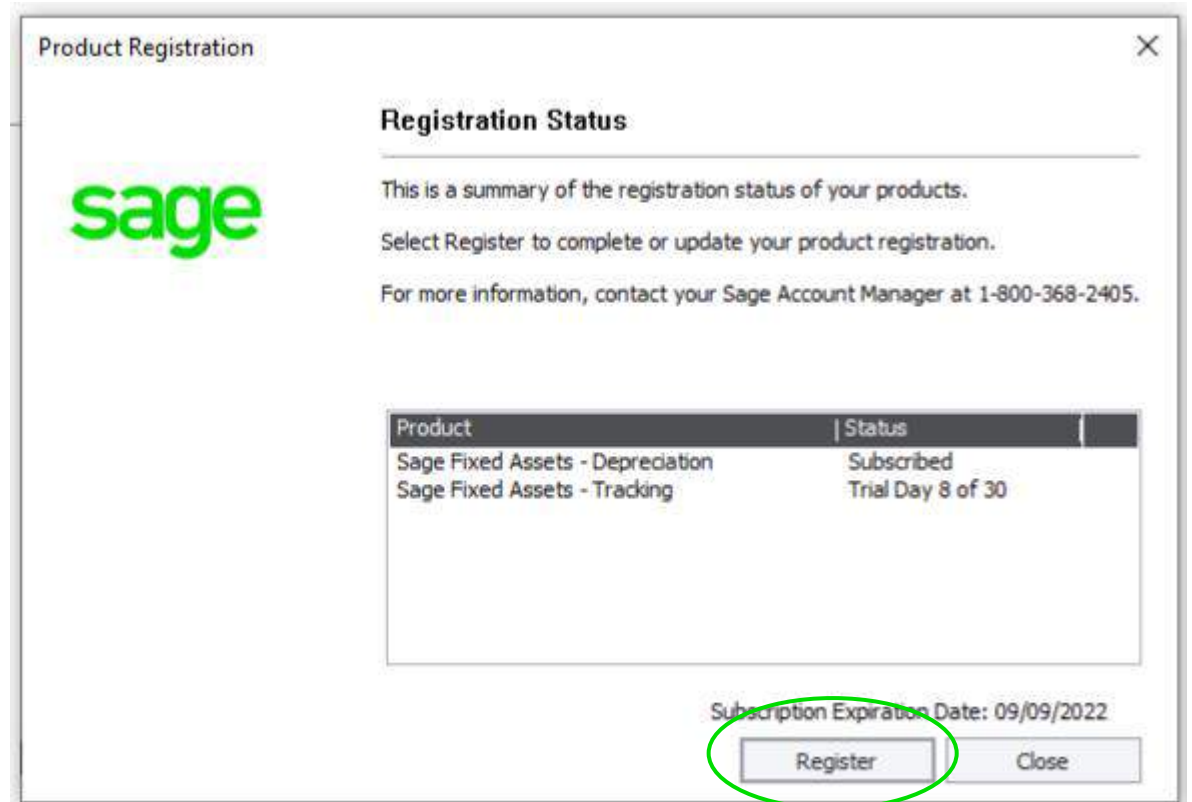 Product Registration
Registration Status
sage
This is a summary of the registration status of your products.
Select Register to complete or update your product registration.
For more information, contact your Sage Account Manager at 1-800-368-2405.
Product Status
Sage Fixed Assets - Depreciation Subscribed
Sage Fixed Assets - Tracking Trial Day 8 of 30
Subscription Expiration Date: 09/09/2022
Register Close